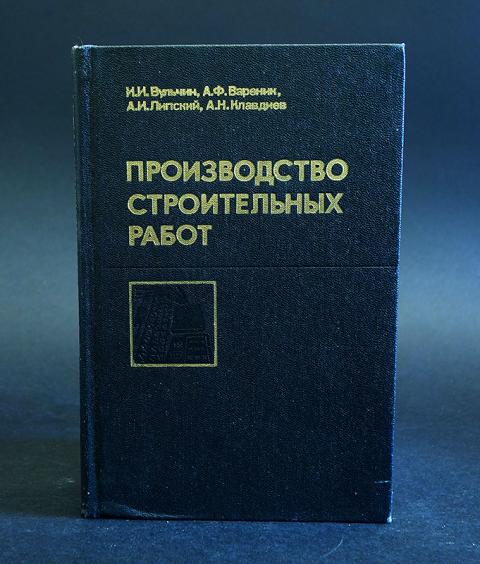 И.И. Вульчин, А.Ф. Вареник,
А.И. Липский, А.Н. Клавдиев
ПРОИЗВОДСТВО
СТРОИТЕЛЬНЫХ
РАБОТ